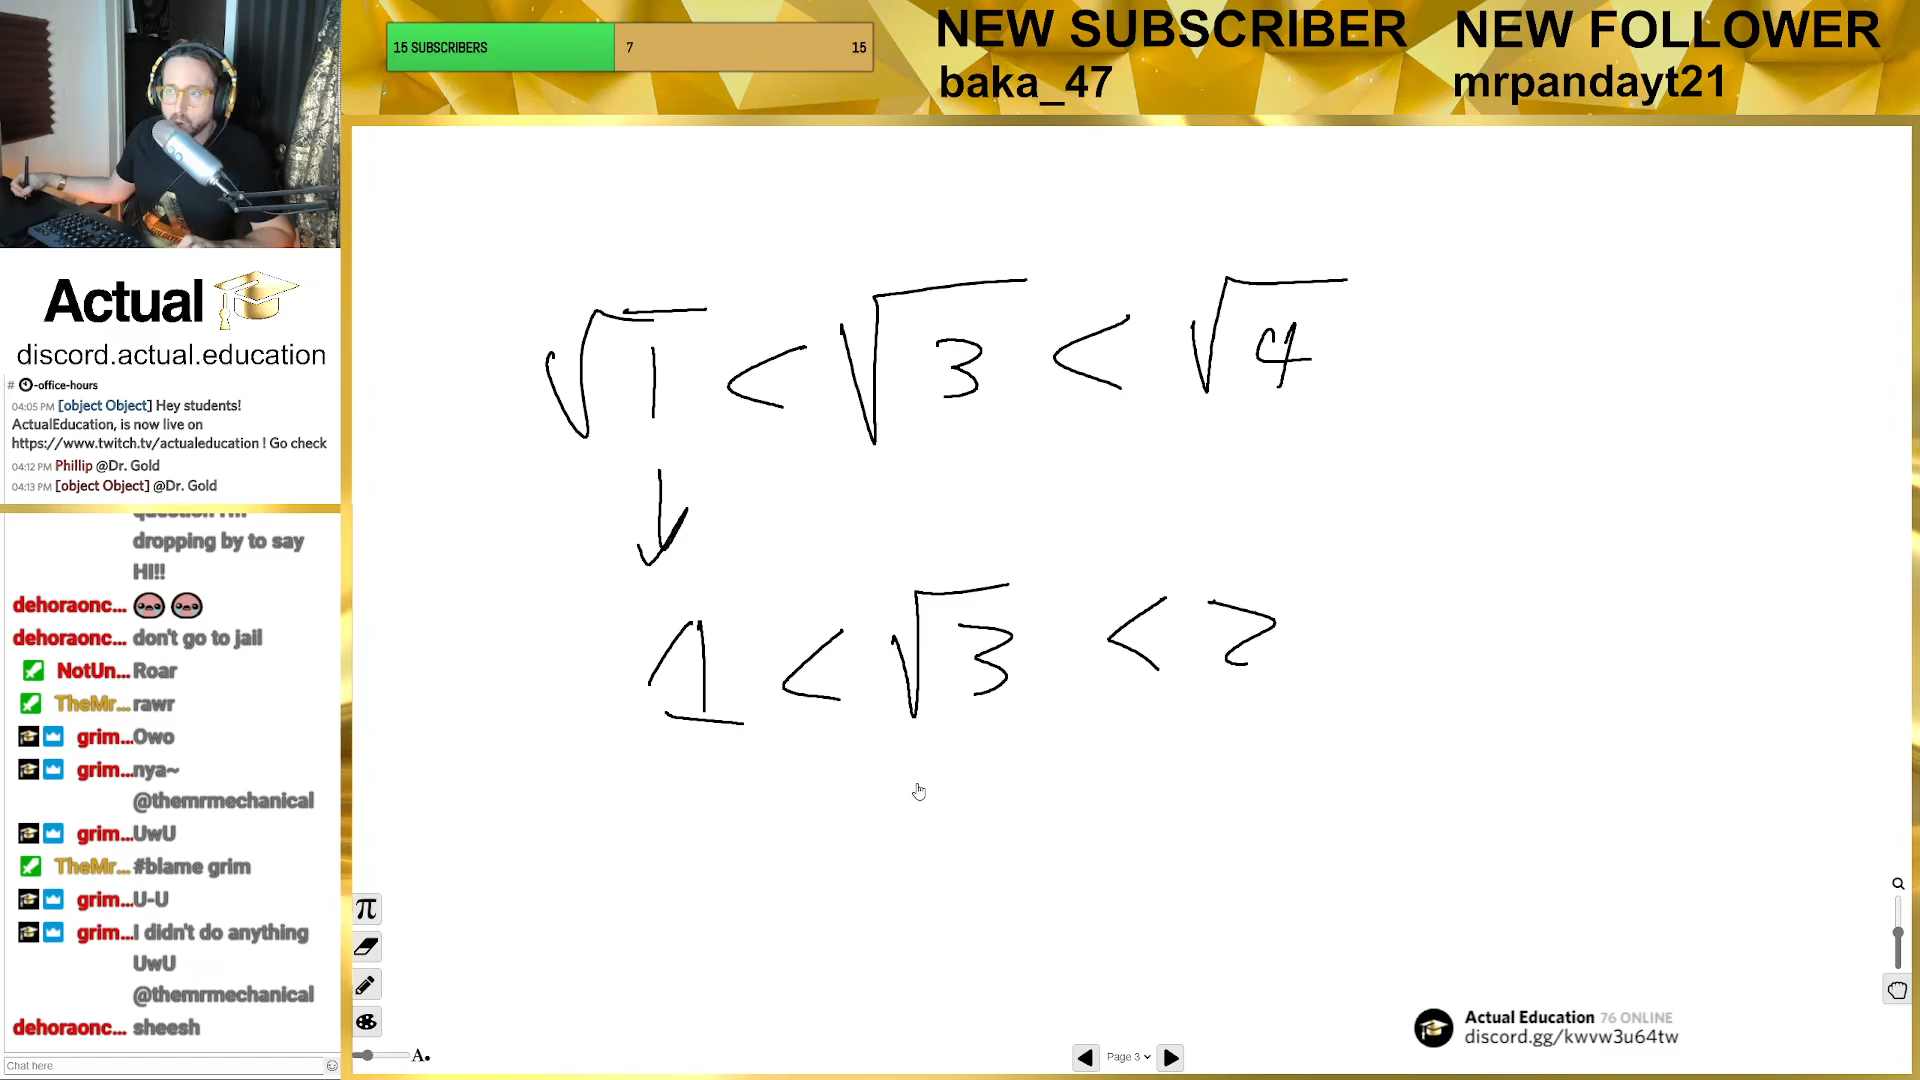 15 SUBSCRIBERS 7 15
NEW SUBSCRIBER
baka_47
NEW FOLLOWER
mrpandayt21
Actual
discord.actual.education
# -office-hours
04:05 PM [object Object] Hey students!
ActualEducation, is now live on
https://www.twitch.tv/actualeducation ! Go check
04:12 PM Phillip @Dr. Gold
04:13 PM [object Object] @Dr. Gold
dropping by to say
HI!!
dehoraonc...
dehoraonc... don't go to jail
NotUn... Roar
TheMr... rawr
grim... Owo
grim... nya~
@themrmechanical
grim... UwU
TheMr... #blame grim
grim... U-U
grim... I didn't do anything
UwU
@themrmechanical
dehoraonc... sheesh
Chat here
√1 < √3 < √4
1 < √3 < 2
π
A.
Page 3
Actual Education 76 ONLINE
discord.gg/kwvw3u64tw